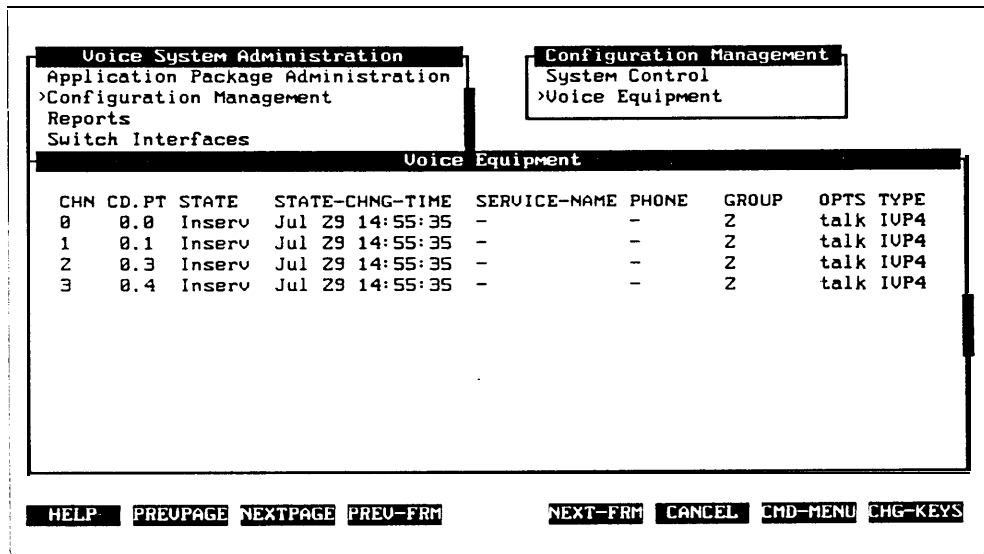 Voice System Administration
Application Package Administration
>Configuration Management
Reports
Switch Interfaces
Configuration Management
System Control
>Voice Equipment
Voice Equipment
CHN CD.PT STATE STATE-CHNG-TIME SERVICE-NAME PHONE GROUP OPTS TYPE
0 0.0 Inserv Jul 29 14:55:35 - - 2 talk IVP4
1 0.1 Inserv Jul 29 14:55:35 - - 2 talk IVP4
2 0.3 Inserv Jul 29 14:55:35 - - 2 talk IVP4
3 0.4 Inserv Jul 29 14:55:35 - - 2 talk IVP4
HELP PREVPAGE NEXTPAGE PREV-FRM NEXT-FRM CANCEL CMD-MENU CHG-KEYS